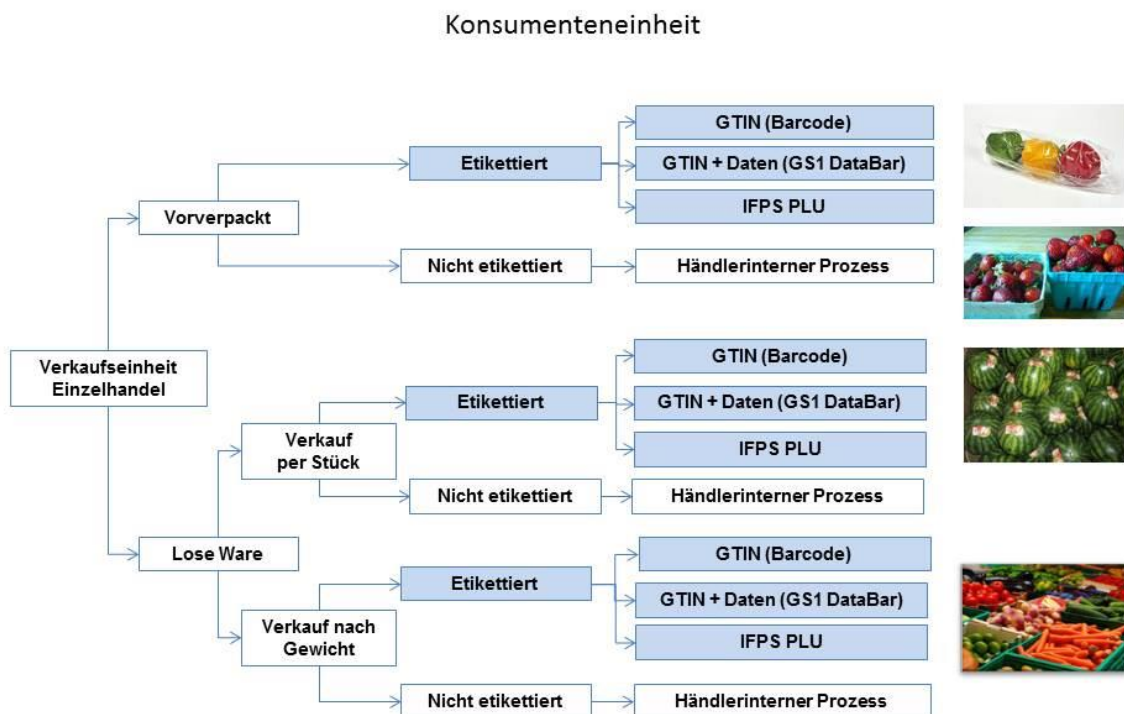 Konsumenteneinheit
GTIN (Barcode)
Etikettiert
GTIN + Daten (GS1 DataBar)
IFPS PLU
Vorverpackt
Nicht etikettiert
Händlerinterner Prozess
Verkaufseinheit
Einzelhandel
GTIN (Barcode)
Etikettiert
GTIN + Daten (GS1 DataBar)
Verkauf
per Stück
IFPS PLU
Nicht etikettiert
Händlerinterner Prozess
Lose Ware
GTIN (Barcode)
Etikettiert
GTIN + Daten (GS1 DataBar)
Verkauf nach
Gewicht
IFPS PLU
Nicht etikettiert
Händlerinterner Prozess